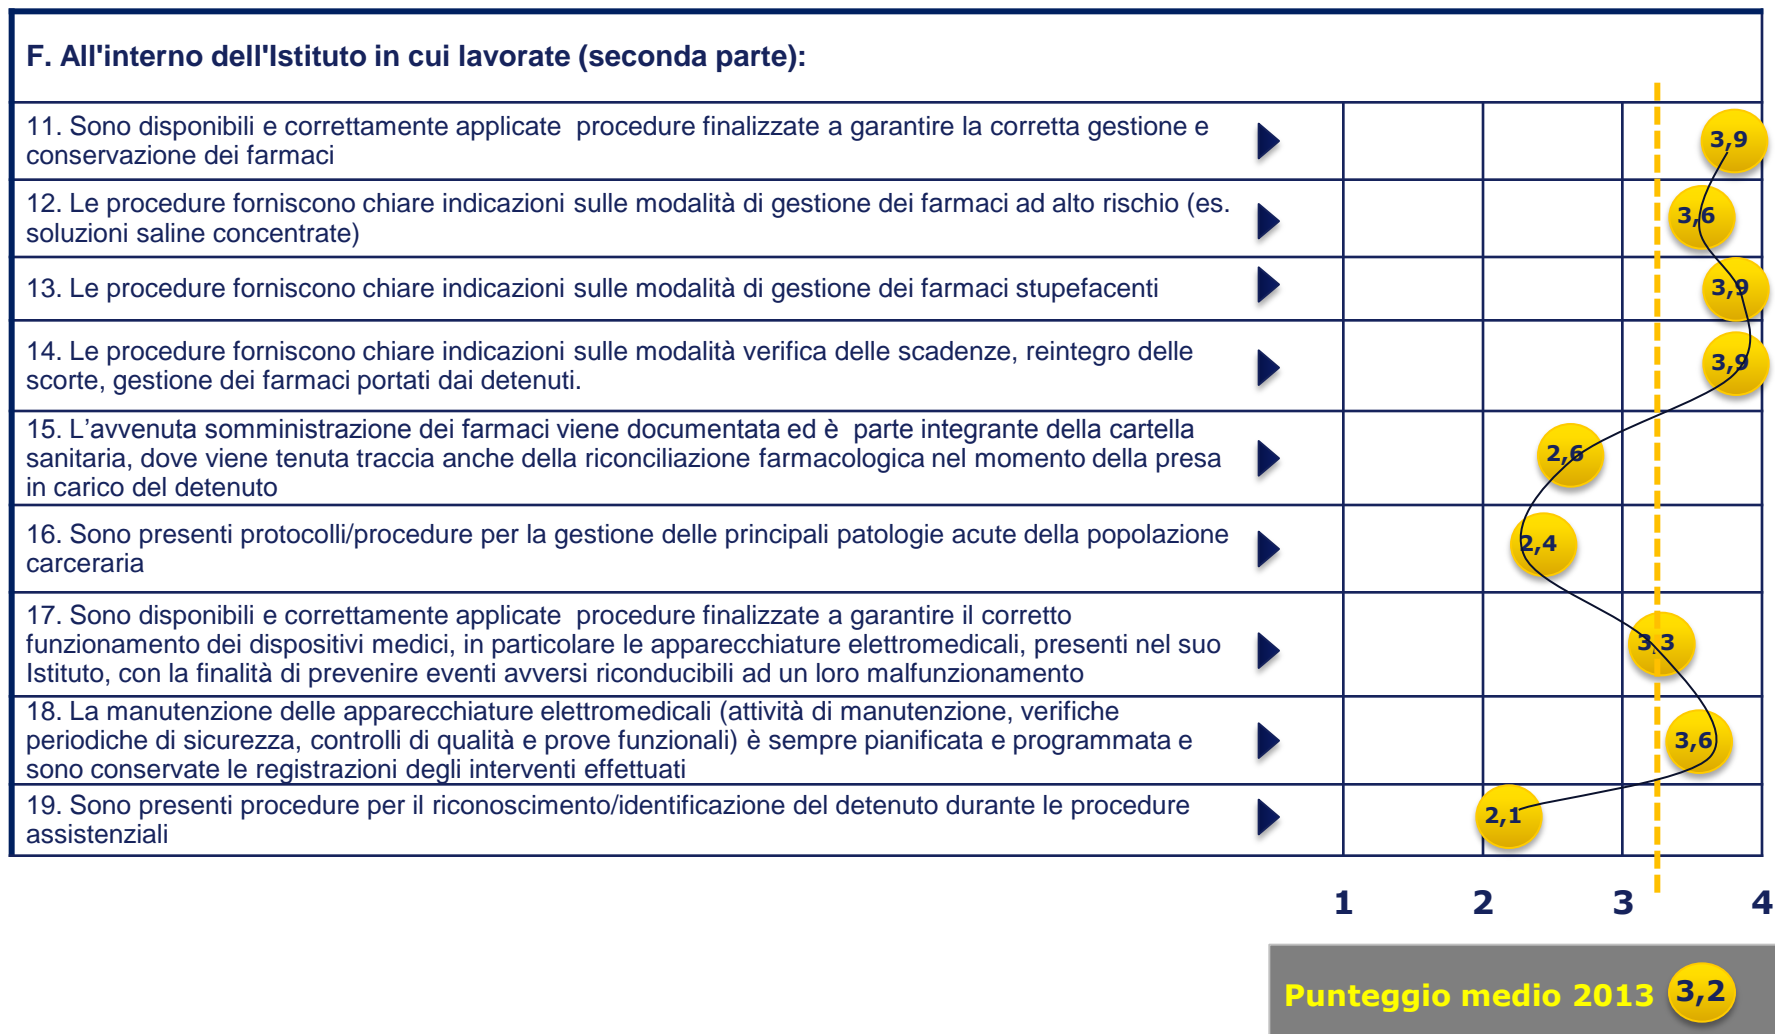 F. All'interno dell'Istituto in cui lavorate (seconda parte):
11. Sono disponibili e correttamente applicate  procedure finalizzate a garantire la corretta gestione e
conservazione dei farmaci
3,9
12. Le procedure forniscono chiare indicazioni sulle modalità di gestione dei farmaci ad alto rischio (es.
soluzioni saline concentrate)
3,6
13. Le procedure forniscono chiare indicazioni sulle modalità di gestione dei farmaci stupefacenti
3,9
14. Le procedure forniscono chiare indicazioni sulle modalità verifica delle scadenze, reintegro delle
scorte, gestione dei farmaci portati dai detenuti.
3,9
15. L’avvenuta somministrazione dei farmaci viene documentata ed è  parte integrante della cartella
sanitaria, dove viene tenuta traccia anche della riconciliazione farmacologica nel momento della presa
in carico del detenuto
2,6
16. Sono presenti protocolli/procedure per la gestione delle principali patologie acute della popolazione
carceraria
2,4
17. Sono disponibili e correttamente applicate  procedure finalizzate a garantire il corretto
funzionamento dei dispositivi medici, in particolare le apparecchiature elettromedicali, presenti nel suo
Istituto, con la finalità di prevenire eventi avversi riconducibili ad un loro malfunzionamento
3,3
18. La manutenzione delle apparecchiature elettromedicali (attività di manutenzione, verifiche
periodiche di sicurezza, controlli di qualità e prove funzionali) è sempre pianificata e programmata e
sono conservate le registrazioni degli interventi effettuati
3,6
19. Sono presenti procedure per il riconoscimento/identificazione del detenuto durante le procedure
assistenziali
2,1
1 2 3 4
Punteggio medio 2013 3,2